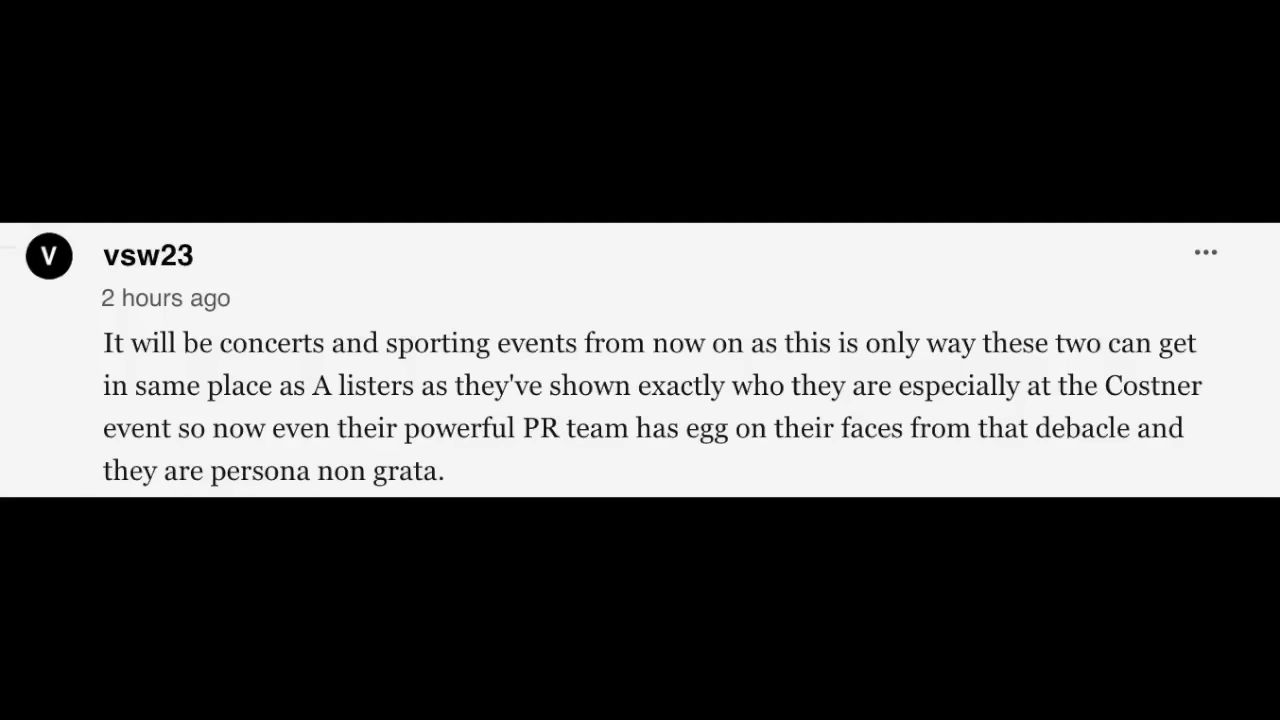 V
vsw23
...
2 hours ago
It will be concerts and sporting events from now on as this is only way these two can get
in same place as A listers as they've shown exactly who they are especially at the Costner
event so now even their powerful PR team has egg on their faces from that debacle and
they are persona non grata.